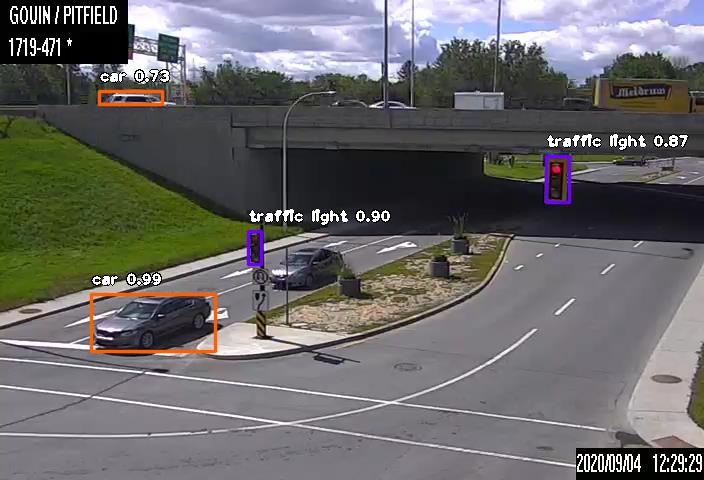 GOUIN / PITFIELD
1719-471 *
car 0.73
Meldrum
traffic light 0.87
traffic light 0.90
car 0.99
2020/09/04 12:29:29